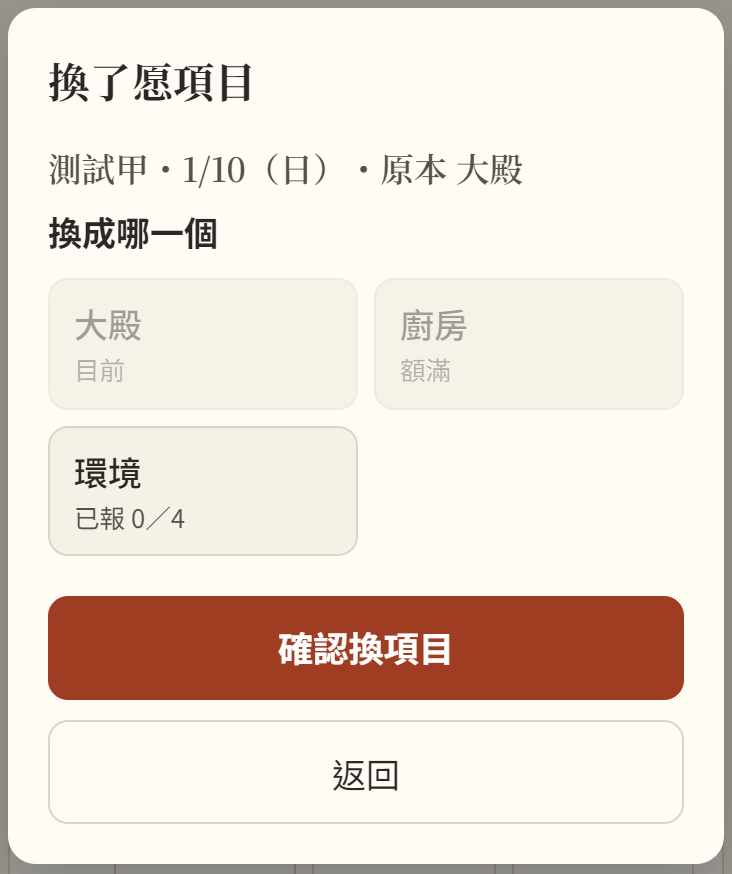 換了愿項目
測試甲・1/10（日）・原本 大殿
換成哪一個
大殿
目前
廚房
額滿
環境
已報 0／4
確認換項目
返回